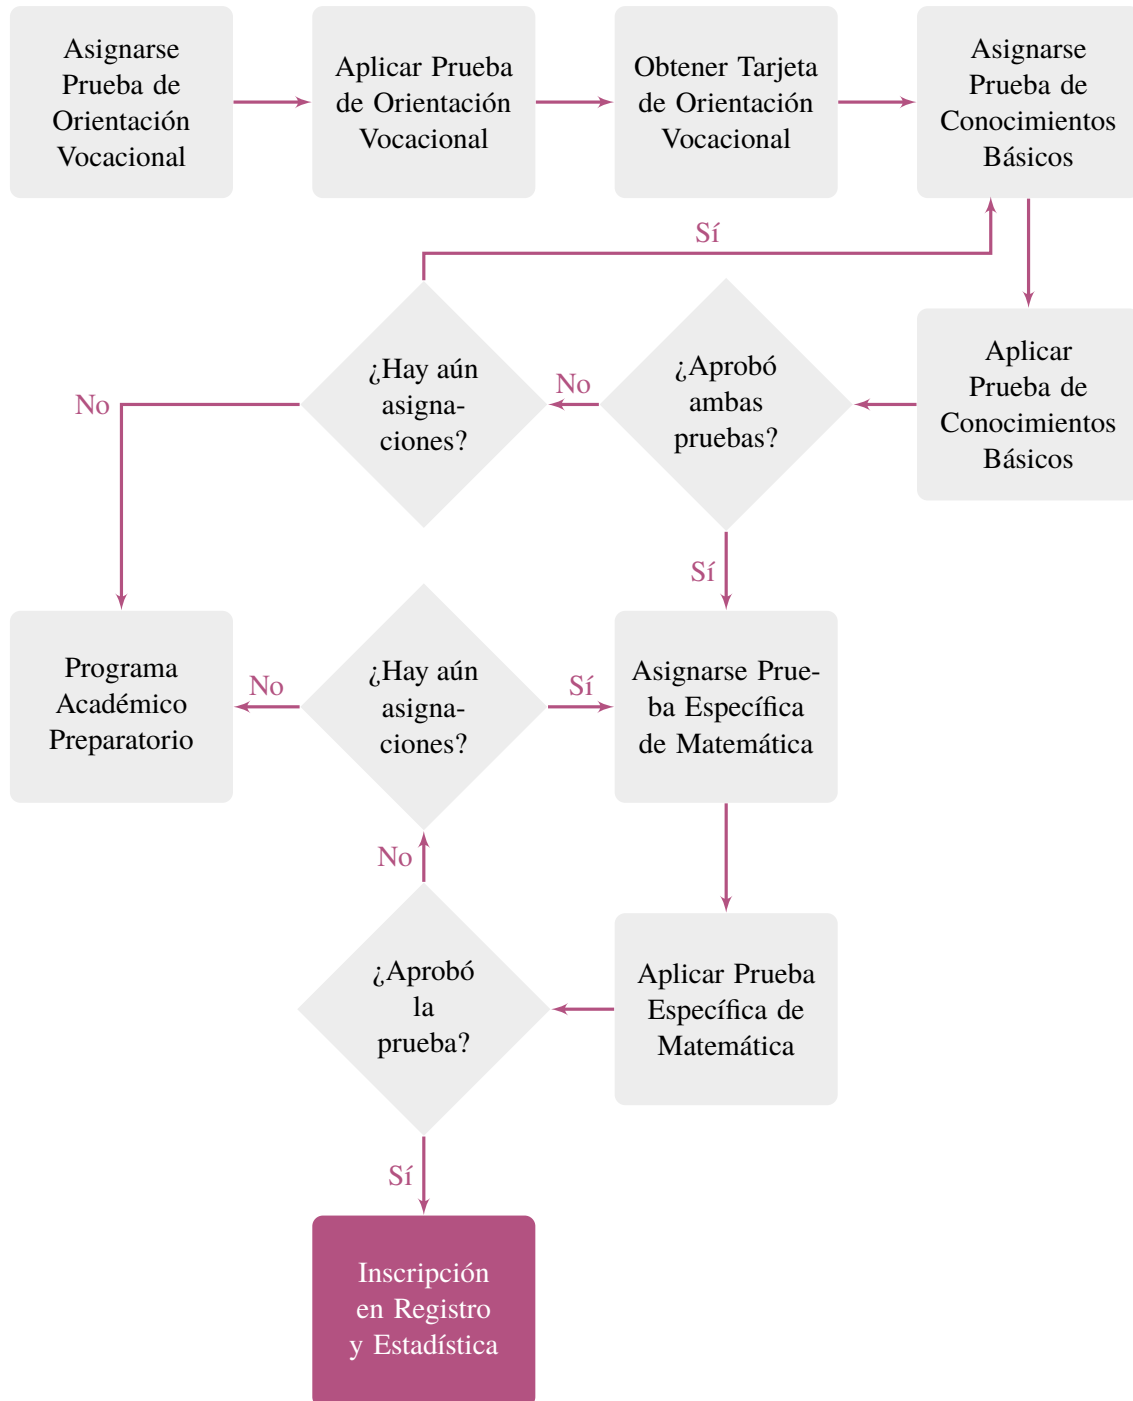 Asignarse
Prueba de
Orientación
Vocacional
Aplicar Prueba
de Orientación
Vocacional
Obtener Tarjeta
de Orientación
Vocacional
Asignarse
Prueba de
Conocimientos
Básicos
Sí
¿Hay aún
asigna-
ciones?
No
¿Aprobó
ambas
pruebas?
Aplicar
Prueba de
Conocimientos
Básicos
No
Sí
Programa
Académico
Preparatorio
No
¿Hay aún
asigna-
ciones?
Sí
Asignarse Prue-
ba Específica
de Matemática
No
¿Aprobó
la
prueba?
Aplicar Prueba
Específica de
Matemática
Sí
Inscripción
en Registro
y Estadística